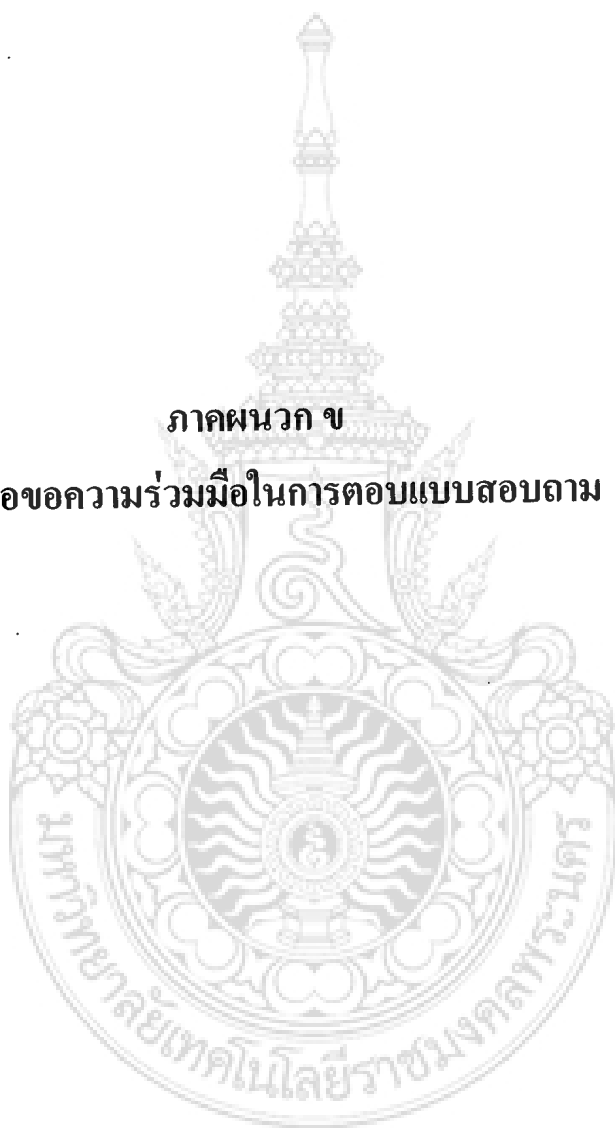 ภาคผนวก ข
อขอความร่วมมือในการตอบแบบสอบถาม
มหาวิทยาลัยเทคโนโลยีราชมงคลพระนคร